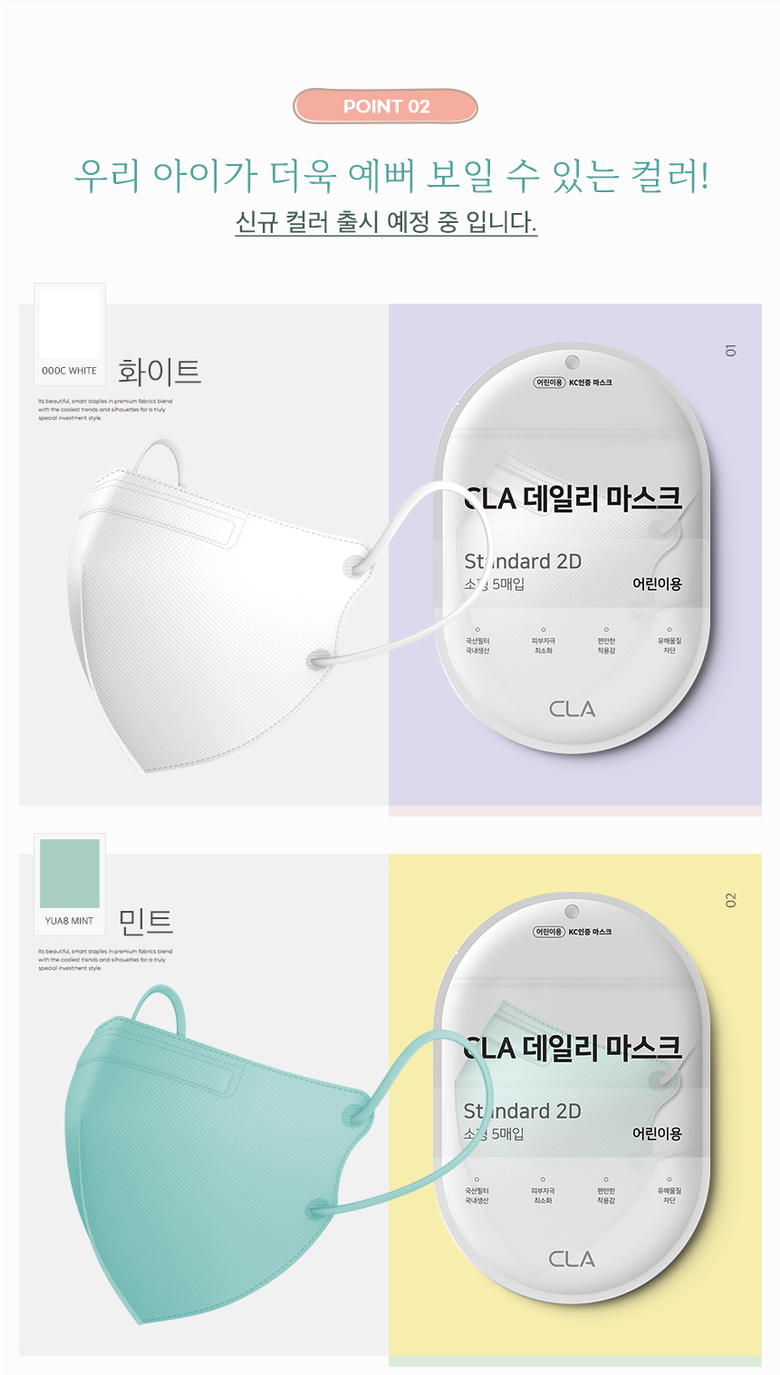 POINT 02
우리 아이가 더욱 예뻐 보일 수 있는 컬러!
신규 컬러 출시 예정 중 입니다.
000C WHITE
화이트
Its beautiful, smart staples in premium fabrics blend
with the coolest trends and silhouettes for a truly
special investment style.
01
어린이용 KC인증 마스크
CLA 데일리 마스크
Standard 2D
소형 5매입 어린이용
국산필터 피부자극 편안한 유해물질
국내생산 최소화 착용감 차단
CLA
YUA8 MINT
민트
Its beautiful, smart staples in premium fabrics blend
with the coolest trends and silhouettes for a truly
special investment style.
02
어린이용 KC인증 마스크
CLA 데일리 마스크
Standard 2D
소형 5매입 어린이용
국산필터 피부자극 편안한 유해물질
국내생산 최소화 착용감 차단
CLA